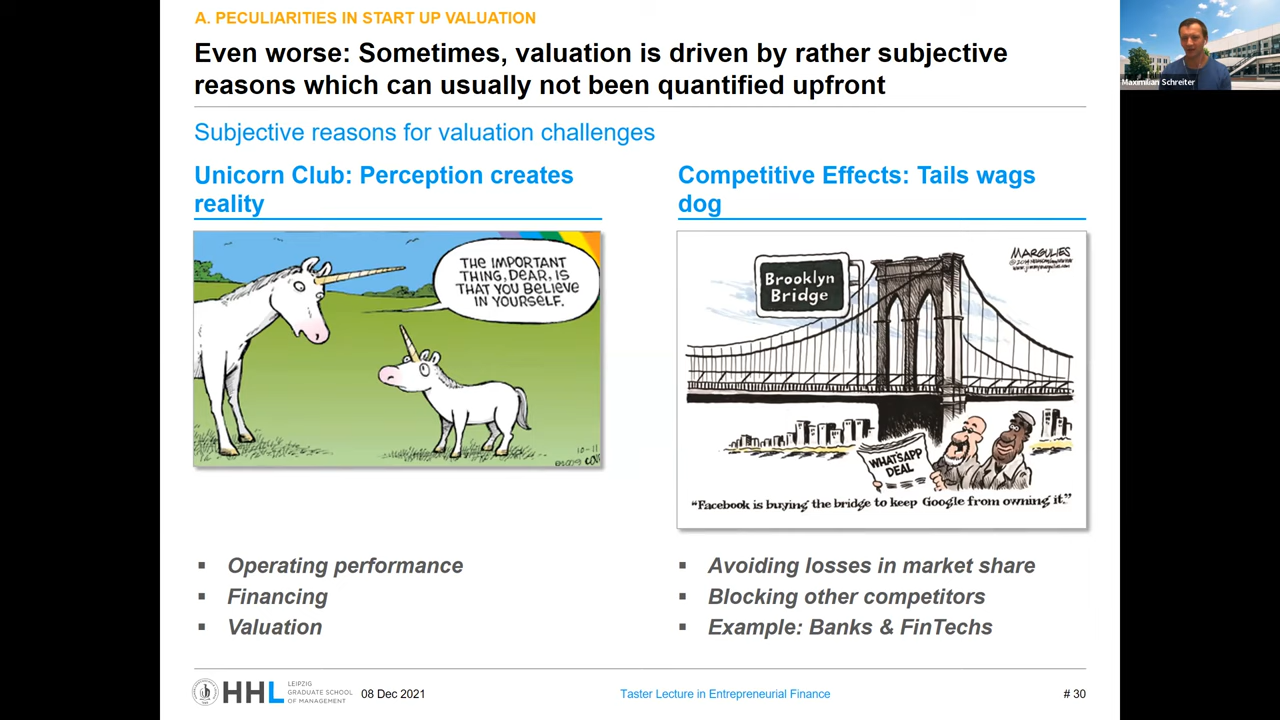 A. PECULIARITIES IN START UP VALUATION
Even worse: Sometimes, valuation is driven by rather subjective
reasons which can usually not been quantified upfront
Subjective reasons for valuation challenges
Unicorn Club: Perception creates
reality
THE IMPORTANT
THING, DEAR, IS
THAT YOU BELIEVE
IN YOURSELF.
10-11
▪ Operating performance
▪ Financing
▪ Valuation
Competitive Effects: Tails wags
dog
MARGULIES
Brooklyn
Bridge
WHATSAPP
DEAL
“Facebook is buying the bridge to keep Google from owning it.”
▪ Avoiding losses in market share
▪ Blocking other competitors
▪ Example: Banks & FinTechs
HHL
LEIPZIG
GRADUATE SCHOOL
OF MANAGEMENT
08 Dec 2021
Taster Lecture in Entrepreneurial Finance
# 30
Maximilian Schreiter